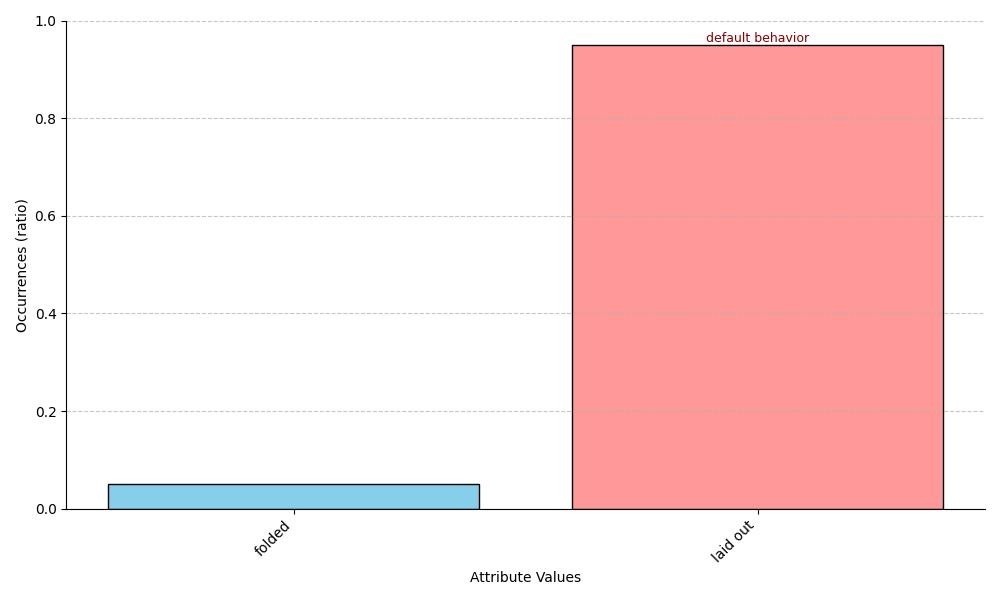 default behavior
1.0
0.8
0.6
0.4
0.2
0.0
Occurrences (ratio)
folded
laid out
Attribute Values